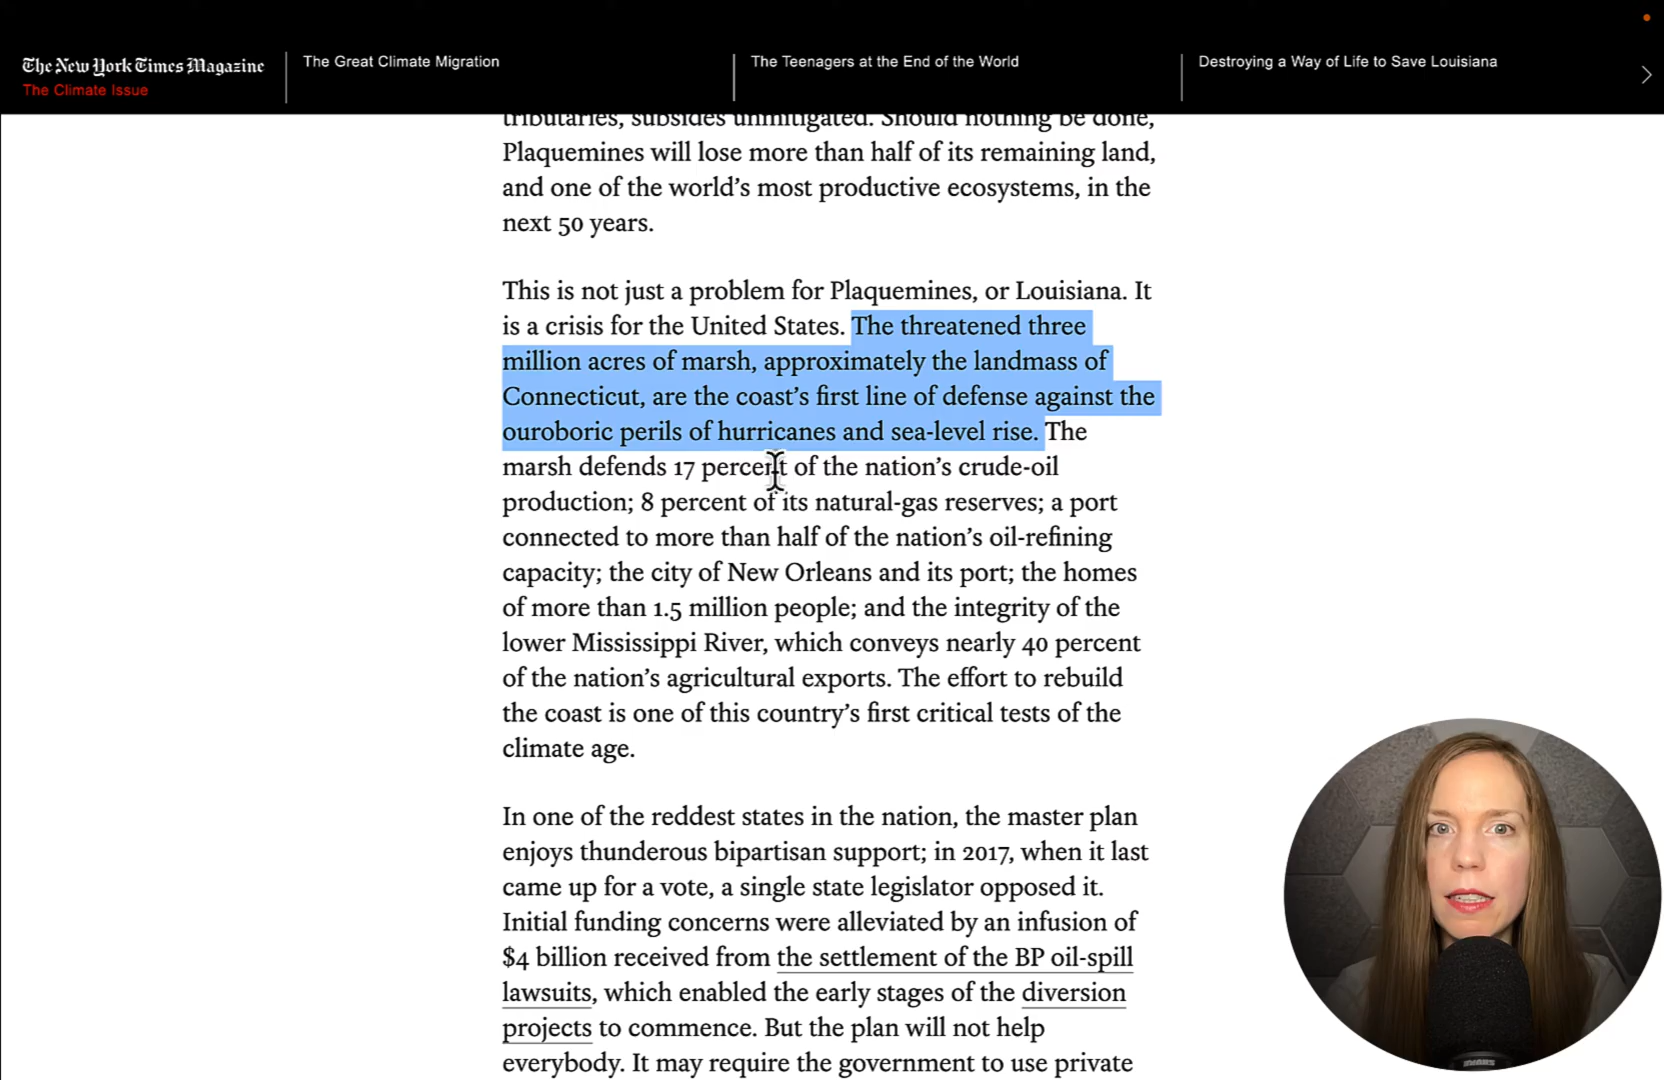 The New York Times Magazine
The Climate Issue
The Great Climate Migration
The Teenagers at the End of the World
Destroying a Way of Life to Save Louisiana
tributaries, subsides unmitigated. Should nothing be done,
Plaquemines will lose more than half of its remaining land,
and one of the world’s most productive ecosystems, in the
next 50 years.
This is not just a problem for Plaquemines, or Louisiana. It
is a crisis for the United States. The threatened three
million acres of marsh, approximately the landmass of
Connecticut, are the coast’s first line of defense against the
ouroboric perils of hurricanes and sea-level rise. The
marsh defends 17 percent of the nation’s crude-oil
production; 8 percent of its natural-gas reserves; a port
connected to more than half of the nation’s oil-refining
capacity; the city of New Orleans and its port; the homes
of more than 1.5 million people; and the integrity of the
lower Mississippi River, which conveys nearly 40 percent
of the nation’s agricultural exports. The effort to rebuild
the coast is one of this country’s first critical tests of the
climate age.
In one of the reddest states in the nation, the master plan
enjoys thunderous bipartisan support; in 2017, when it last
came up for a vote, a single state legislator opposed it.
Initial funding concerns were alleviated by an infusion of
$4 billion received from the settlement of the BP oil-spill
lawsuits, which enabled the early stages of the diversion
projects to commence. But the plan will not help
everybody. It may require the government to use private